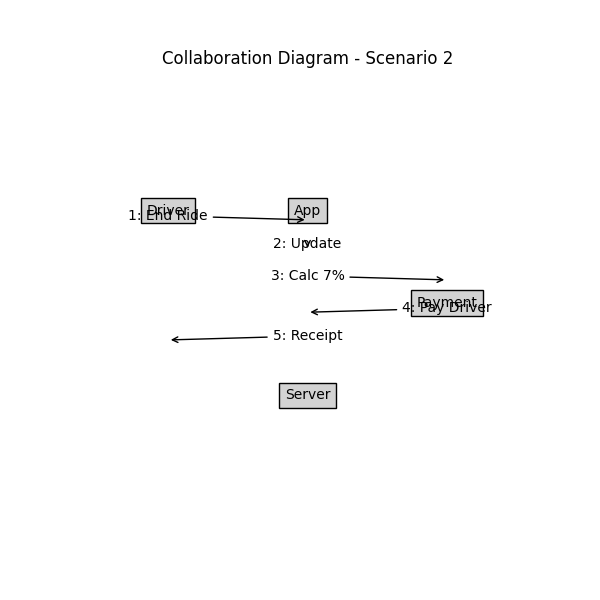 Collaboration Diagram - Scenario 2
Driver
App
1: End Ride
2: Update
3: Calc 7%
Payment
4: Pay Driver
5: Receipt
Server